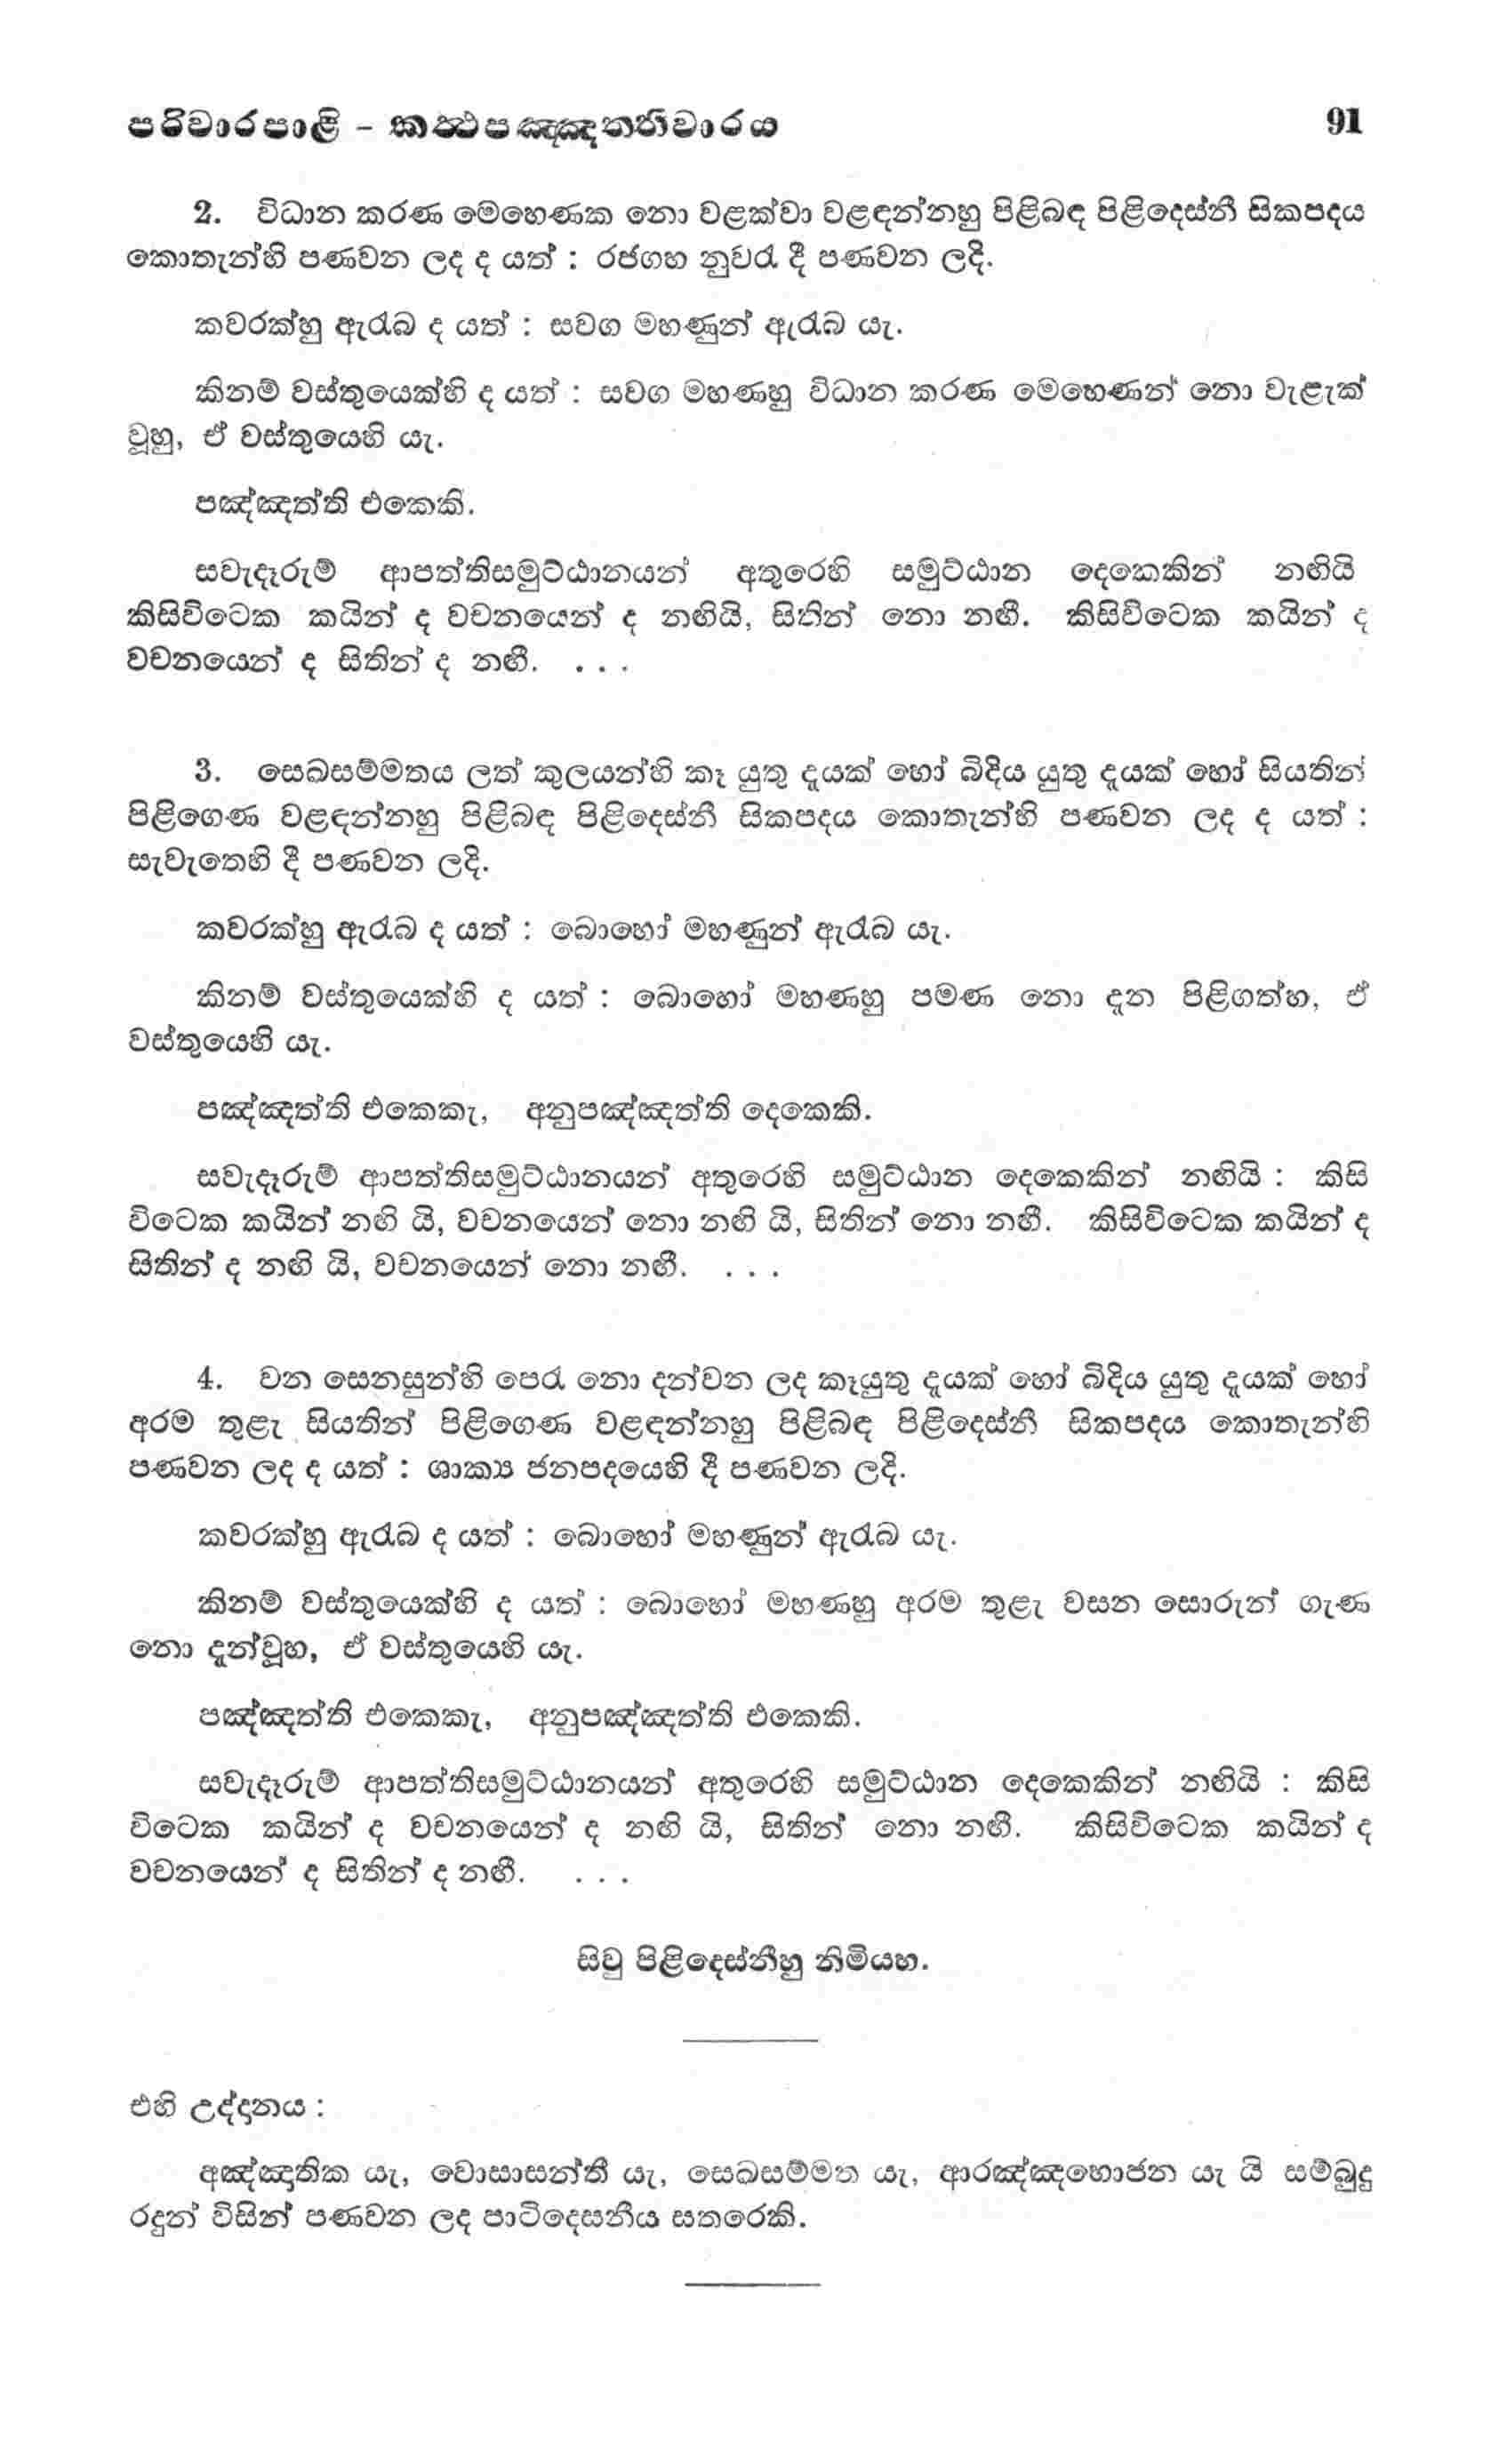 පරිවාරපාළි - කත්ථපඤ්ඤත්තිවාරය 91
2. විධාන කරණ මෙහෙණක නො වළක්වා වළඳන්නහු පිළිබඳ පිළිදෙස්නී සිකපදය
කොතැන්හි පණවන ලද ද යත් : රජගහ නුවර දී පණවන ලදි.
කවරක්හු ඇරැබ ද යත් : සවග මහණුන් ඇරැබ යැ.
කිනම් වස්තුයෙක්හි ද යත් : සවග මහණහු විධාන කරණ මෙහෙණන් නො වැළැක්
වූහු, ඒ වස්තුයෙහි යැ.
පඤ්ඤත්ති එකෙකි.
සවැදෑරුම් ආපත්තිසමුට්ඨානයන් අතුරෙහි සමුට්ඨාන දෙකෙකින් නඟියි
කිසිවිටෙක කයින් ද වචනයෙන් ද නඟියි, සිතින් නො නඟී. කිසිවිටෙක කයින් ද
වචනයෙන් ද සිතින් ද නඟී. . . .
3. සෙඛසම්මතය ලත් කුලයන්හි කෑ යුතු දෑයක් හෝ බිදිය යුතු දෑයක් හෝ සියතින්
පිළිගෙණ වළඳන්නහු පිළිබඳ පිළිදෙස්නී සිකපදය කොතැන්හි පණවන ලද ද යත් :
සැවැතෙහි දී පණවන ලදි.
කවරක්හු ඇරැබ ද යත් : බොහෝ මහණුන් ඇරැබ යැ.
කිනම් වස්තුයෙක්හි ද යත් : බොහෝ මහණහු පමණ නො දැන පිළිගත්හ, ඒ
වස්තුයෙහි යැ.
පඤ්ඤත්ති එකෙකැ, අනුපඤ්ඤත්ති දෙකෙකි.
සවැදෑරුම් ආපත්තිසමුට්ඨානයන් අතුරෙහි සමුට්ඨාන දෙකෙකින් නඟියි : කිසි
විටෙක කයින් නඟි යි, වචනයෙන් නො නඟි යි, සිතින් නො නඟී. කිසිවිටෙක කයින් ද
සිතින් ද නඟි යි, වචනයෙන් නො නඟී. . . .
4. වන සෙනසුන්හි පෙරැ නො දන්වන ලද කෑයුතු දෑයක් හෝ බිදිය යුතු දෑයක් හෝ
අරම තුළැ සියතින් පිළිගෙණ වළඳන්නහු පිළිබඳ පිළිදෙස්නී සිකපදය කොතැන්හි
පණවන ලද ද යත් : ශාක්‍ය ජනපදයෙහි දී පණවන ලදි.
කවරක්හු ඇරැබ ද යත් : බොහෝ මහණුන් ඇරැබ යැ.
කිනම් වස්තුයෙක්හි ද යත් : බොහෝ මහණහු අරම තුළැ වසන සොරුන් ගැණ
නො දැන්වූහ, ඒ වස්තුයෙහි යැ.
පඤ්ඤත්ති එකෙකැ, අනුපඤ්ඤත්ති එකෙකි.
සවැදෑරුම් ආපත්තිසමුට්ඨානයන් අතුරෙහි සමුට්ඨාන දෙකෙකින් නඟියි : කිසි
විටෙක කයින් ද වචනයෙන් ද නඟි යි, සිතින් නො නඟී. කිසිවිටෙක කයින් ද
වචනයෙන් ද සිතින් ද නඟී. . . .
සිවු පිළිදෙස්නීහු නිමියහ.
එහි උද්දානය :
අඤ්ඤාතික යැ, වොසාසන්තී යැ, සෙඛසම්මත යැ, ආරඤ්ඤභොජන යැ යි සම්බුදු
රදුන් විසින් පණවන ලද පාටිදෙසනීය සතරෙකි.